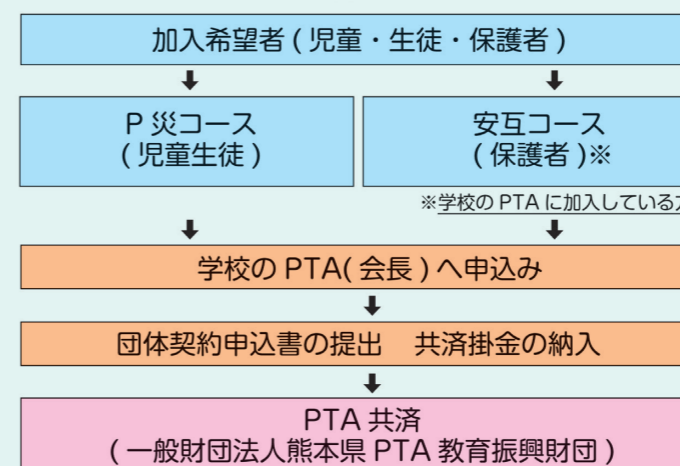 加入希望者 ( 児童・生徒・保護者 )
P 災コース
( 児童生徒 )
安互コース
( 保護者 )※
※学校の PTA に加入している
学校の PTA( 会長 ) へ申込み
団体契約申込書の提出　共済掛金の納入
PTA 共済
( 一般財団法人熊本県 PTA 教育振興財団 )